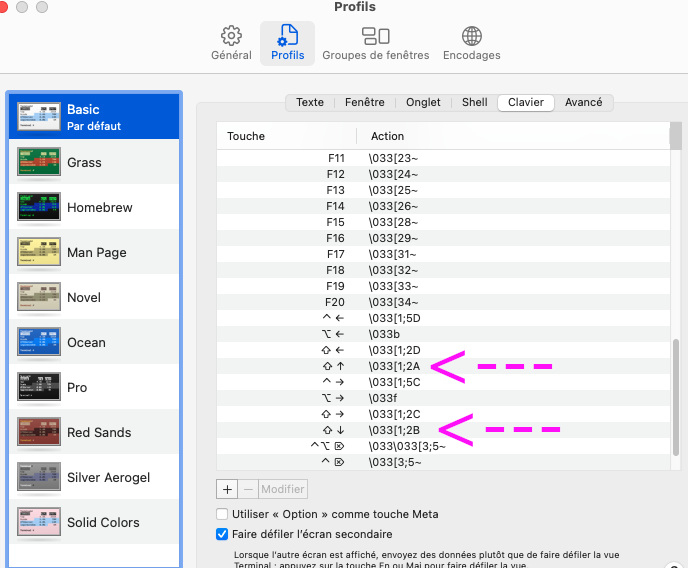 Profils
Général Profils Groupes de fenêtres Encodages
Basic
Par défaut
Grass
Homebrew
Man Page
Novel
Ocean
Pro
Red Sands
Silver Aerogel
Solid Colors
Texte Fenêtre Onglet Shell Clavier Avancé
Touche Action
F11 \033[23~
F12 \033[24~
F13 \033[25~
F14 \033[26~
F15 \033[28~
F16 \033[29~
F17 \033[31~
F18 \033[32~
F19 \033[33~
F20 \033[34~
^ ← \033[1;5D
⌥ ← \033b
⇧ ← \033[1;2D
⇧ ↑ \033[1;2A
^ → \033[1;5C
⌥ → \033f
⇧ → \033[1;2C
⇧ ↓ \033[1;2B
^⌥ ⌦ \033\033[3;5~
^ ⌦ \033[3;5~
+ − Modifier
Utiliser « Option » comme touche Meta
Faire défiler l'écran secondaire
Lorsque l'autre écran est affiché, envoyez des données plutôt que de faire défiler la vue
Terminal ; appuyez sur la touche Fn ou Maj pour faire défiler la vue.